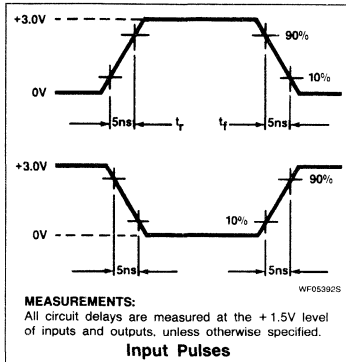 +3.0V
90%
10%
0V
5ns
tr
tf
5ns
+3.0V
90%
10%
0V
5ns
5ns
WF05392S
MEASUREMENTS:
All circuit delays are measured at the +1.5V level
of inputs and outputs, unless otherwise specified.
Input Pulses